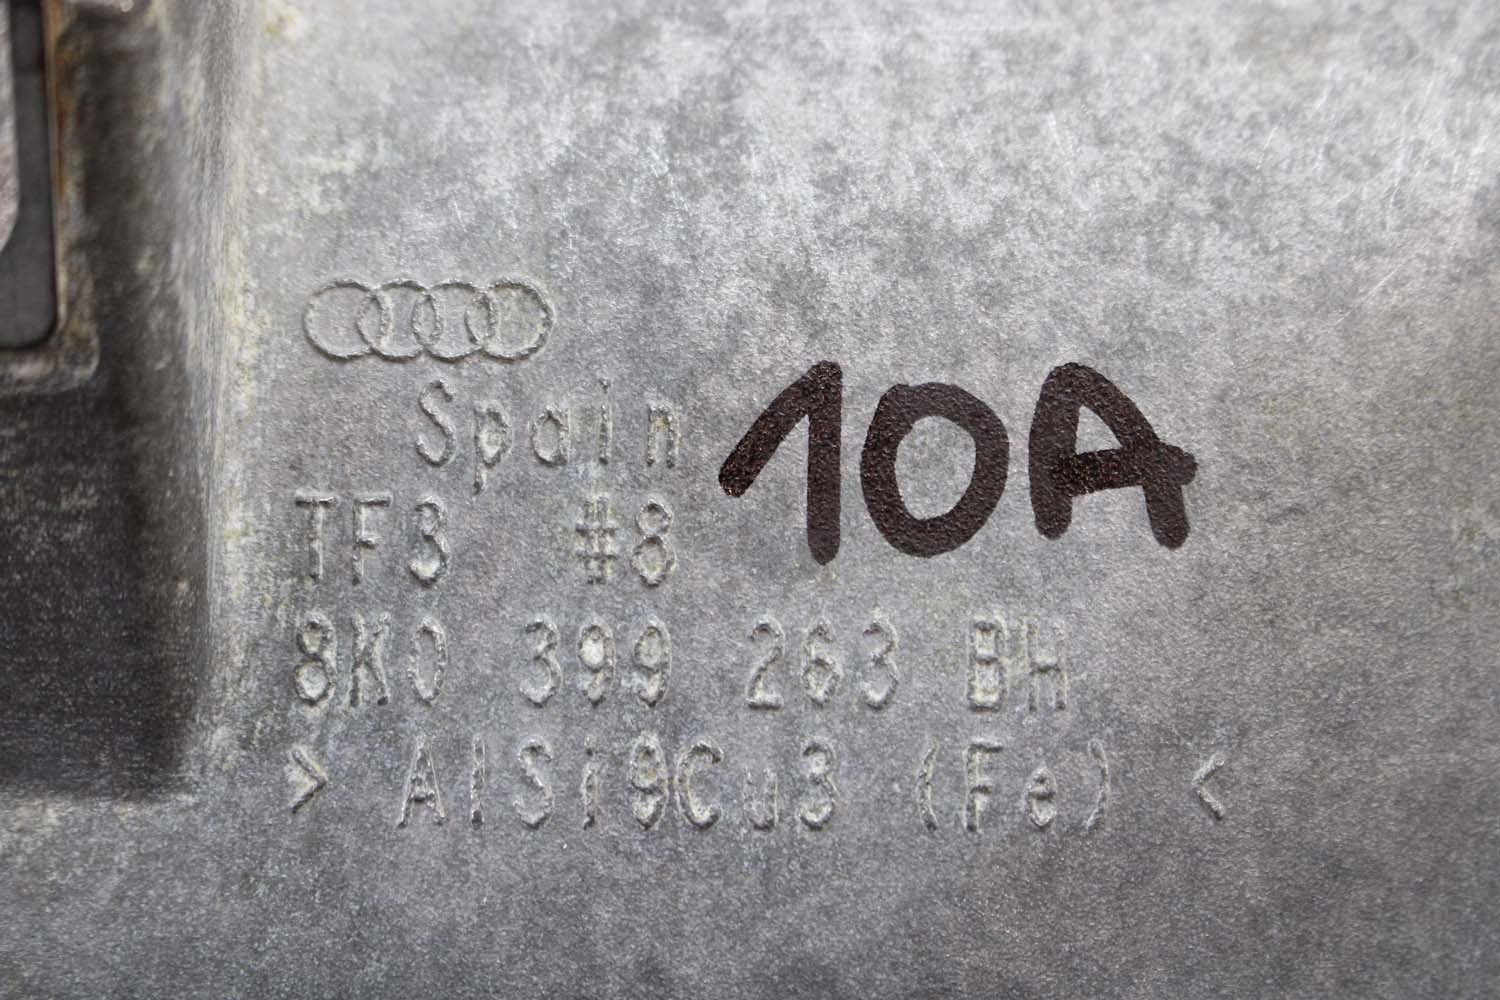 Spain
10A
TF3 #8
8K0 399 263 BH
> AlSi9Cu3 (Fe) <